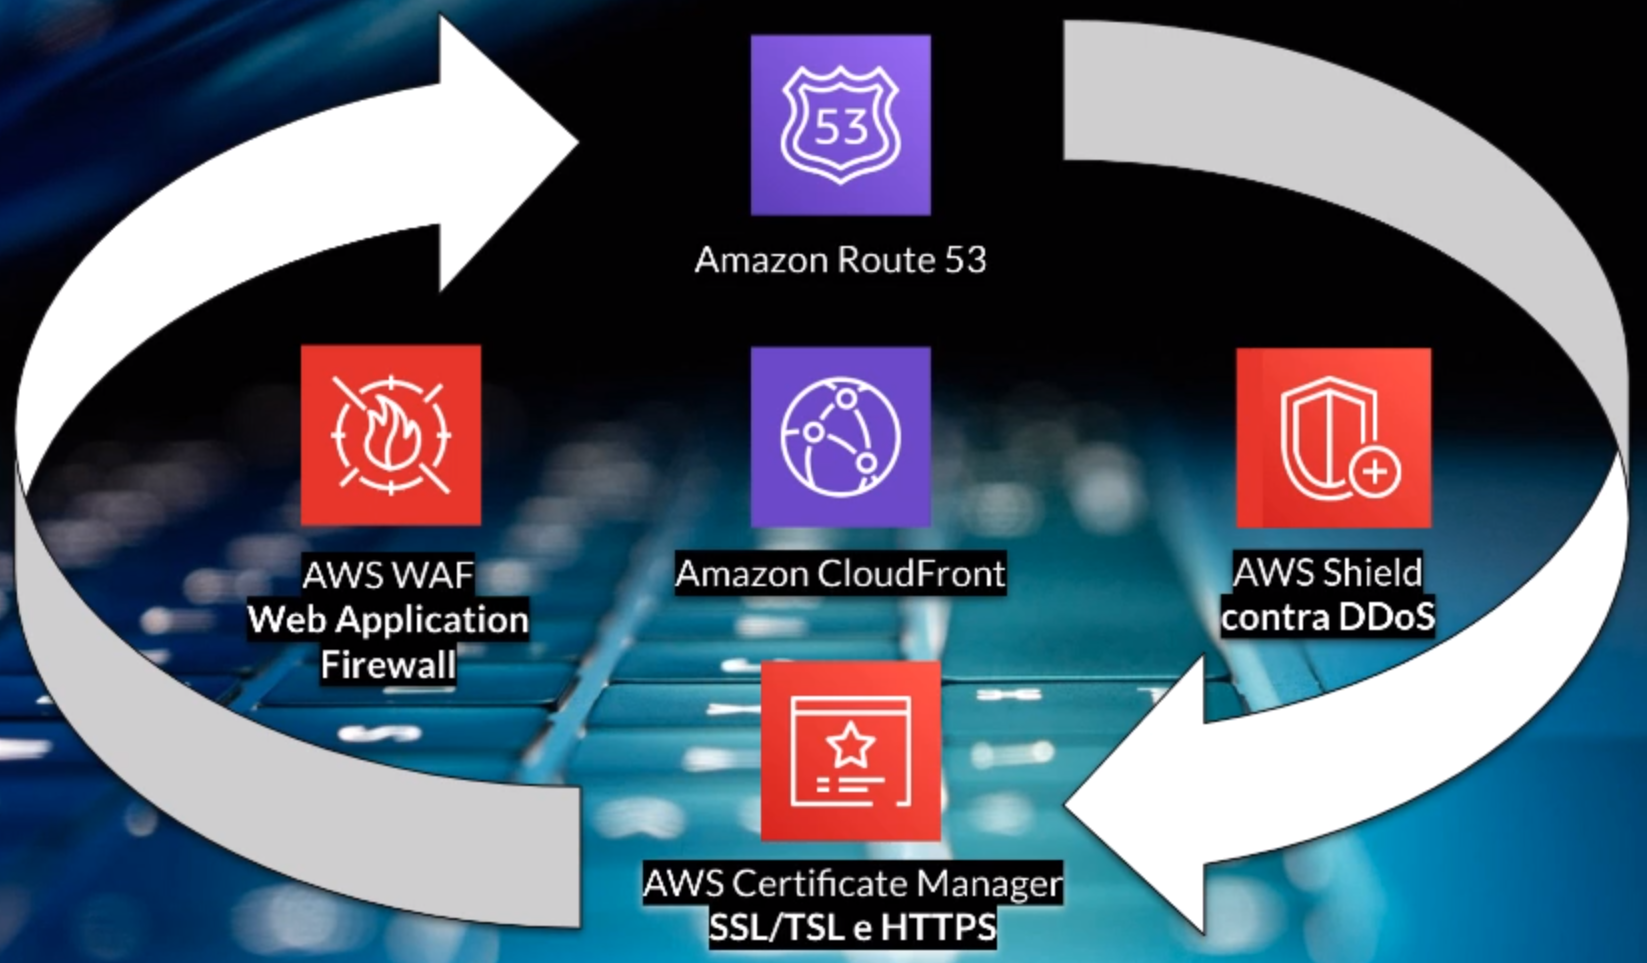 53
Amazon Route 53
AWS WAF
Web Application
Firewall
Amazon CloudFront
AWS Shield
contra DDoS
AWS Certificate Manager
SSL/TSL e HTTPS